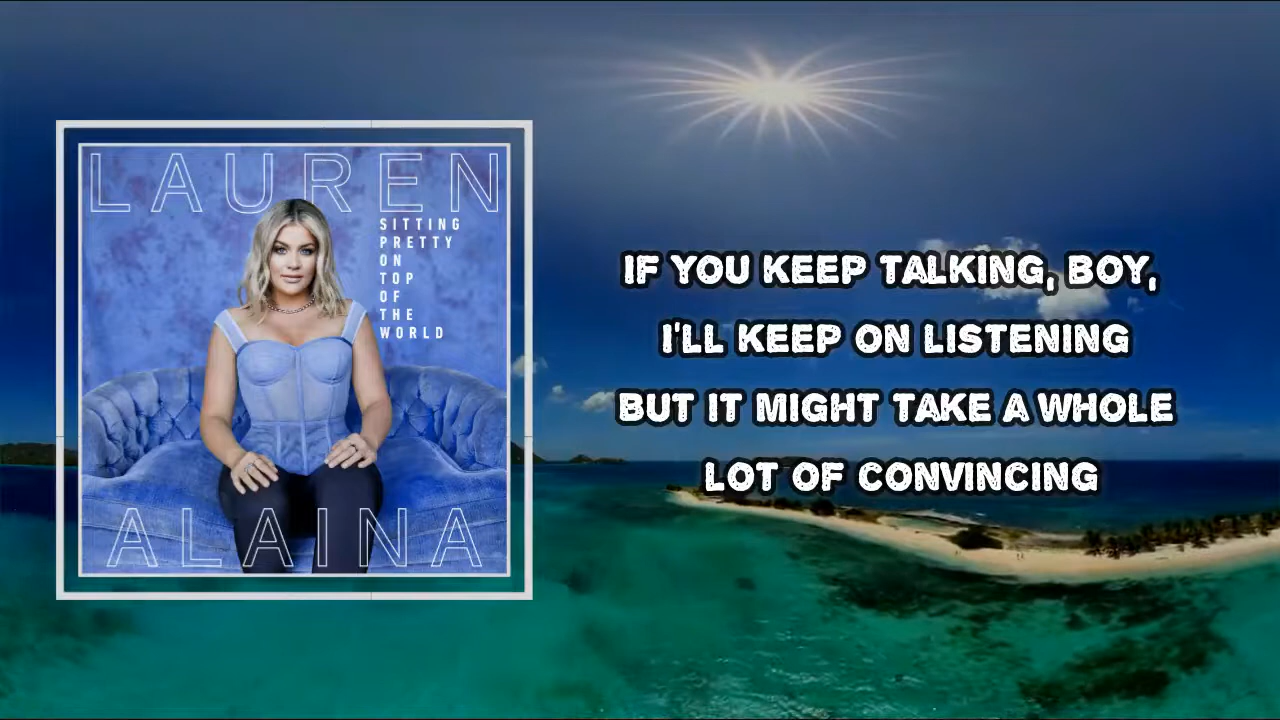 LAUREN
SITTING
PRETTY
ON
TOP
OF
THE
WORLD
ALAINA
IF YOU KEEP TALKING, BOY,
I'LL KEEP ON LISTENING
BUT IT MIGHT TAKE A WHOLE
LOT OF CONVINCING